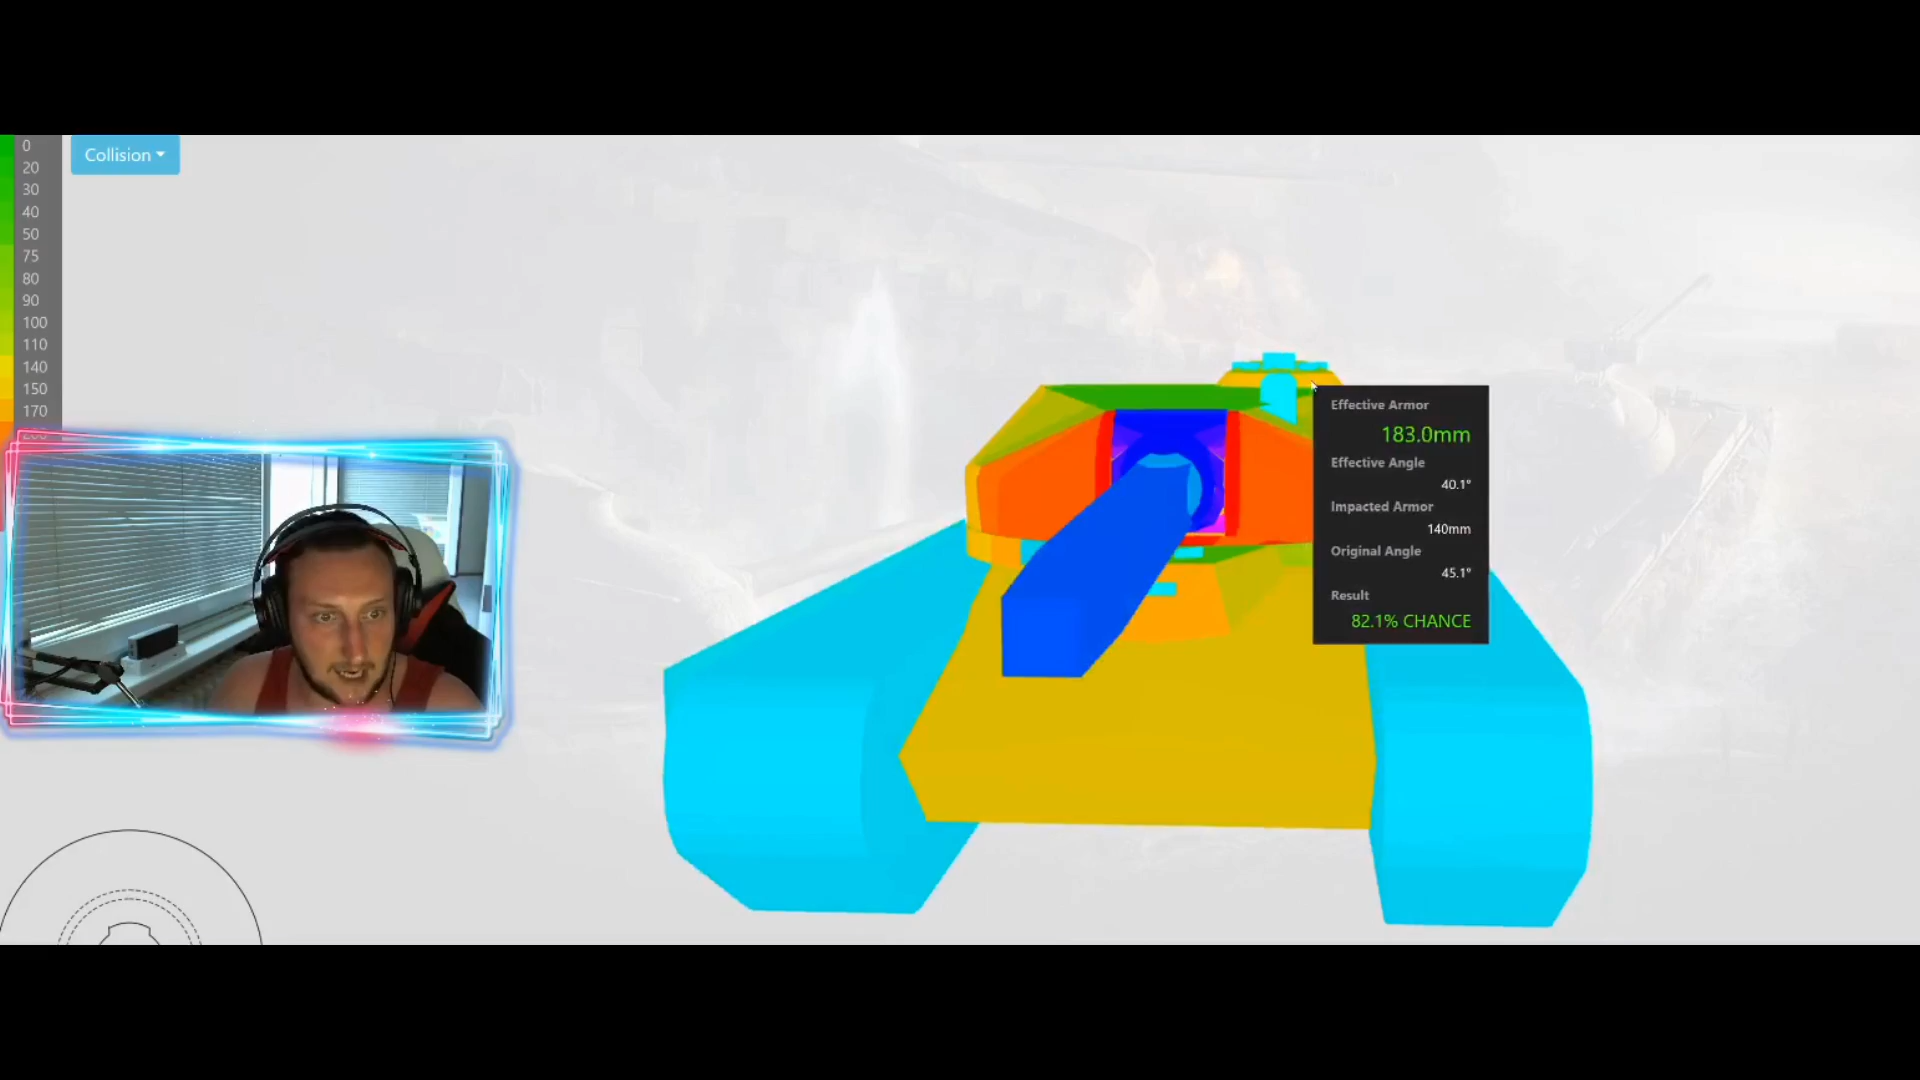 0
20
30
40
50
75
80
90
100
110
140
150
170
200
Collision
Effective Armor
183.0mm
Effective Angle
40.1°
Impacted Armor
140mm
Original Angle
45.1°
Result
82.1% CHANCE